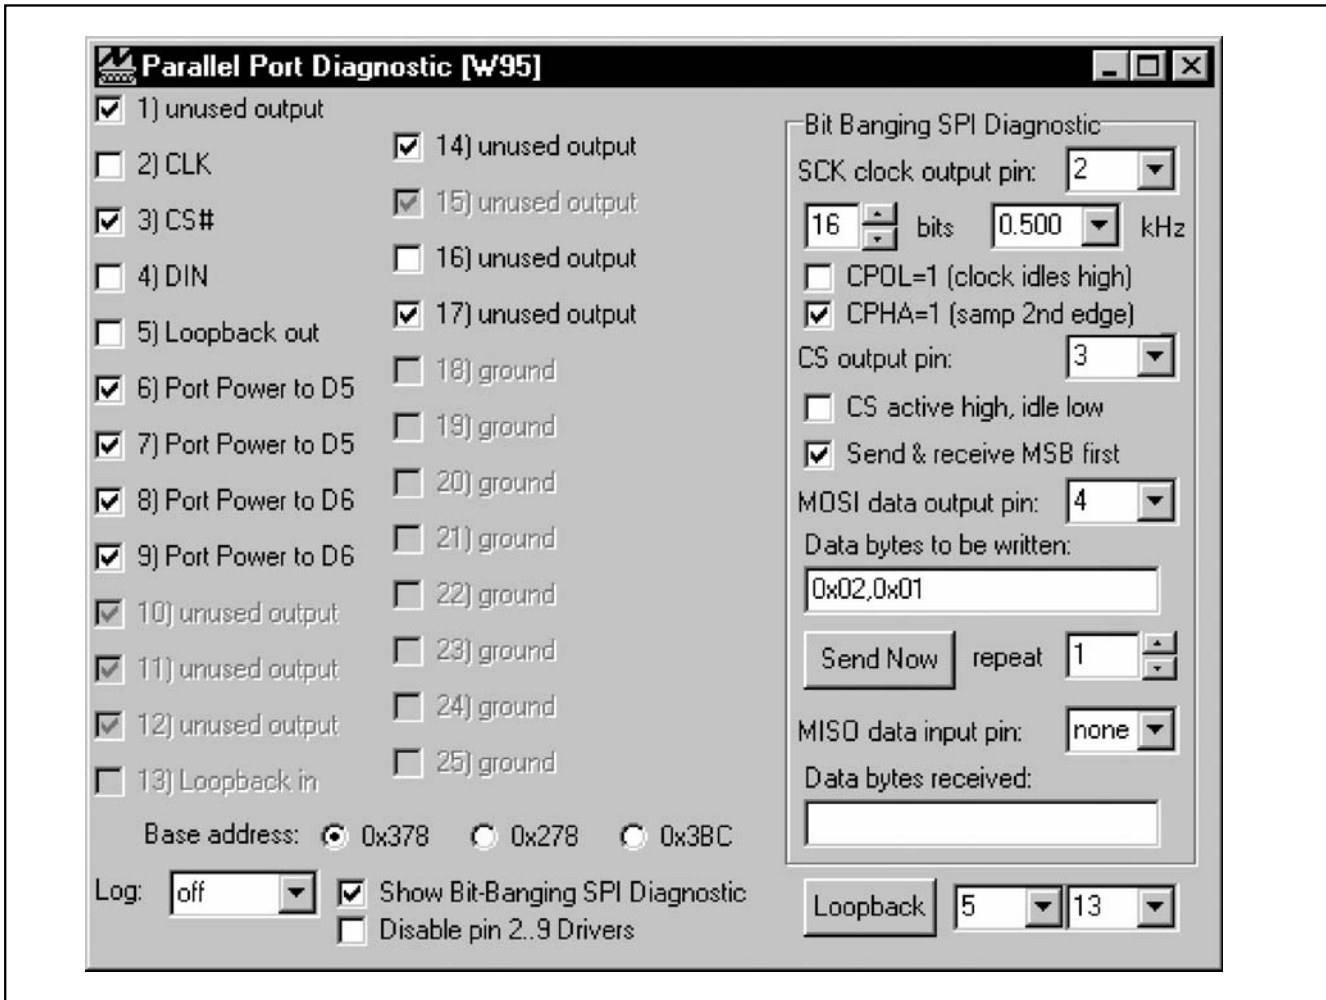 Parallel Port Diagnostic [W95]
1) unused output
2) CLK
3) CS#
4) DIN
5) Loopback out
6) Port Power to D5
7) Port Power to D5
8) Port Power to D6
9) Port Power to D6
10) unused output
11) unused output
12) unused output
13) Loopback in
14) unused output
15) unused output
16) unused output
17) unused output
18) ground
19) ground
20) ground
21) ground
22) ground
23) ground
24) ground
25) ground
Base address: 0x378 0x278 0x3BC
Log: off
Show Bit-Banging SPI Diagnostic
Disable pin 2..9 Drivers
Bit Banging SPI Diagnostic
SCK clock output pin: 2
16 bits 0.500 kHz
CPOL=1 (clock idles high)
CPHA=1 (samp 2nd edge)
CS output pin: 3
CS active high, idle low
Send & receive MSB first
MOSI data output pin: 4
Data bytes to be written:
0x02,0x01
Send Now repeat 1
MISO data input pin: none
Data bytes received:
Loopback 5 13